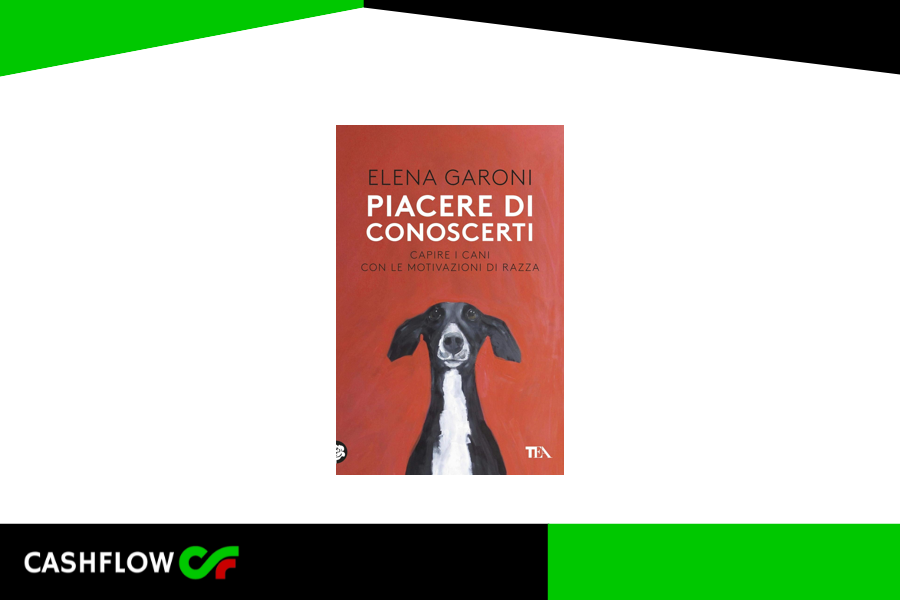 ELENA GARONI
PIACERE DI
CONOSCERTI
CAPIRE I CANI
CON LE MOTIVAZIONI DI RAZZA
TEA
CASHFLOW